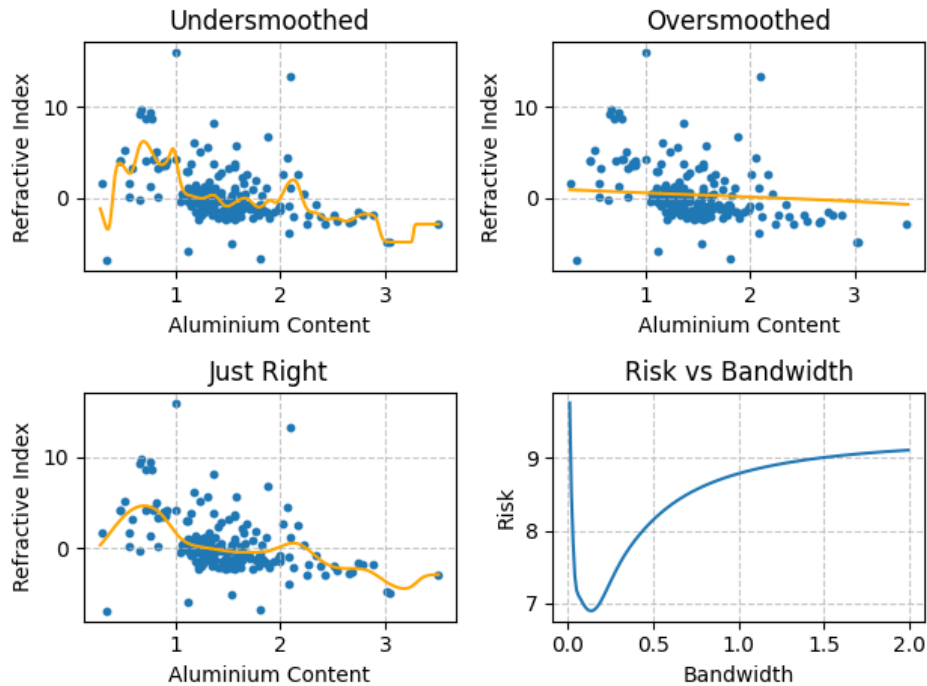 Undersmoothed
Refractive Index
10
0
1 2 3
Aluminium Content
Oversmoothed
Refractive Index
10
0
1 2 3
Aluminium Content
Just Right
Refractive Index
10
0
1 2 3
Aluminium Content
Risk vs Bandwidth
Risk
9
8
7
0.0 0.5 1.0 1.5 2.0
Bandwidth